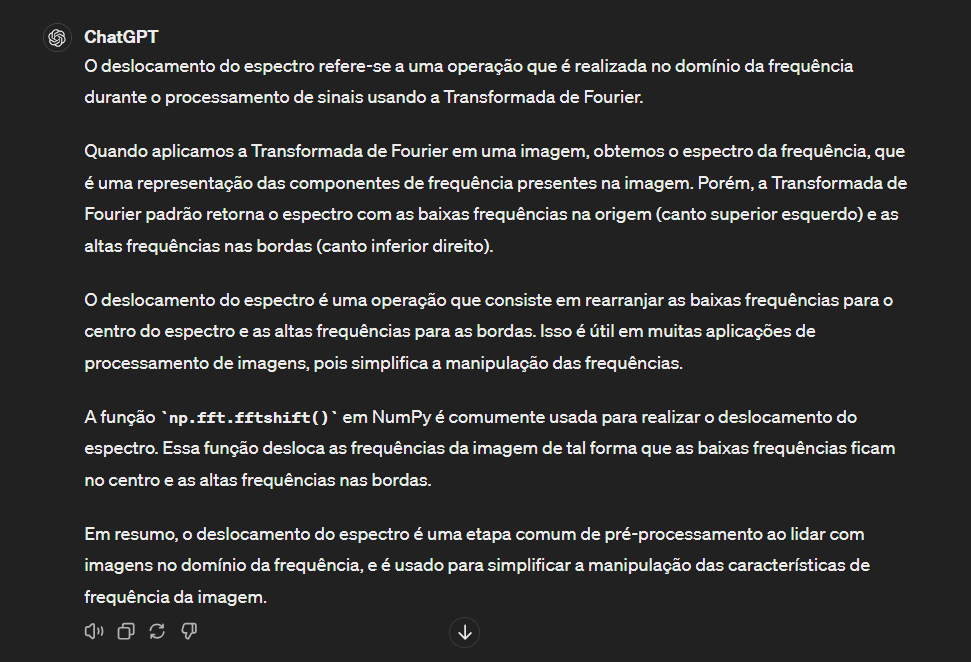 ChatGPT
O deslocamento do espectro refere-se a uma operação que é realizada no domínio da frequência
durante o processamento de sinais usando a Transformada de Fourier.
Quando aplicamos a Transformada de Fourier em uma imagem, obtemos o espectro da frequência, que
é uma representação das componentes de frequência presentes na imagem. Porém, a Transformada de
Fourier padrão retorna o espectro com as baixas frequências na origem (canto superior esquerdo) e as
altas frequências nas bordas (canto inferior direito).
O deslocamento do espectro é uma operação que consiste em rearranjar as baixas frequências para o
centro do espectro e as altas frequências para as bordas. Isso é útil em muitas aplicações de
processamento de imagens, pois simplifica a manipulação das frequências.
A função `np.fft.fftshift()` em NumPy é comumente usada para realizar o deslocamento do
espectro. Essa função desloca as frequências da imagem de tal forma que as baixas frequências ficam
no centro e as altas frequências nas bordas.
Em resumo, o deslocamento do espectro é uma etapa comum de pré-processamento ao lidar com
imagens no domínio da frequência, e é usado para simplificar a manipulação das características de
frequência da imagem.